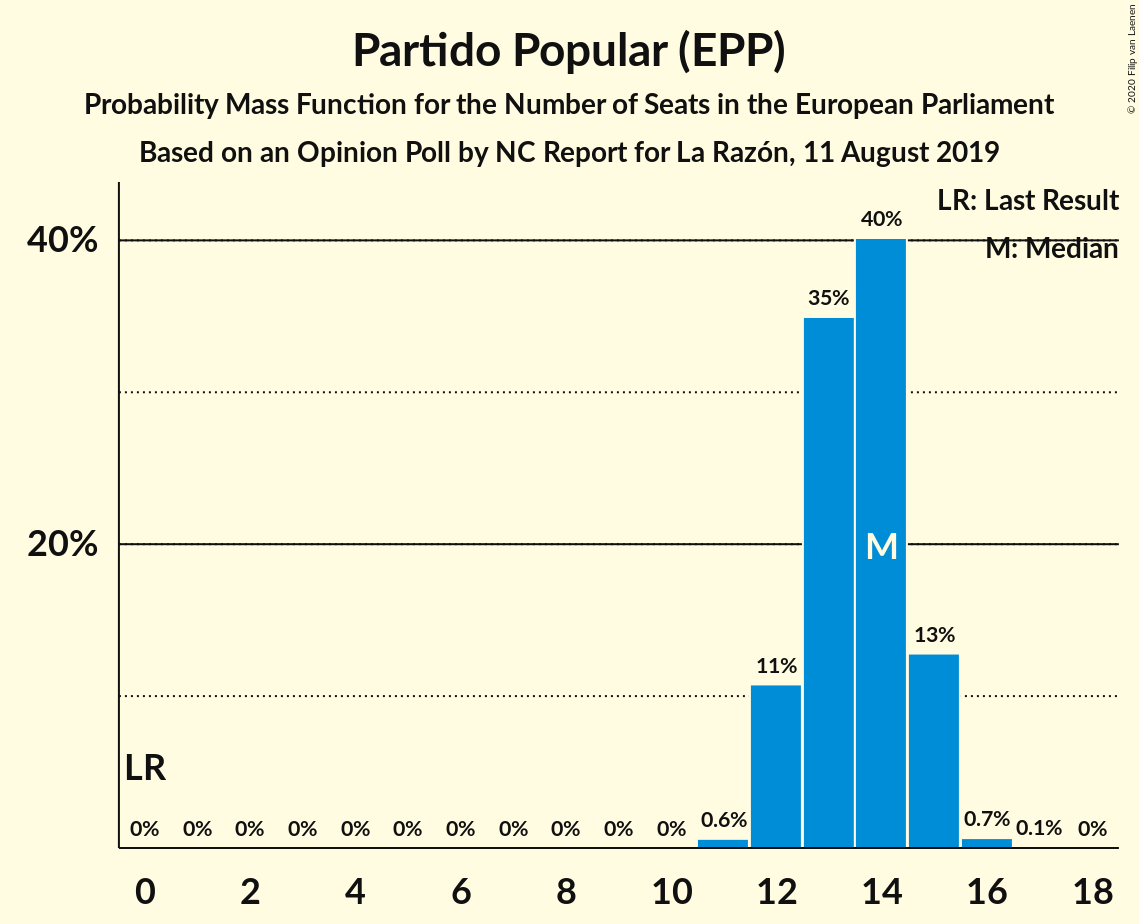 Partido Popular (EPP)
Probability Mass Function for the Number of Seats in the European Parliament
Based on an Opinion Poll by NC Report for La Razón, 11 August 2019
© 2020 Filip van Laenen
LR: Last Result
M: Median
40%
20%
LR
0% 0% 0% 0% 0% 0% 0% 0% 0% 0% 0% 0.6% 11% 35% 40% 13% 0.7% 0.1% 0%
M
0 2 4 6 8 10 12 14 16 18